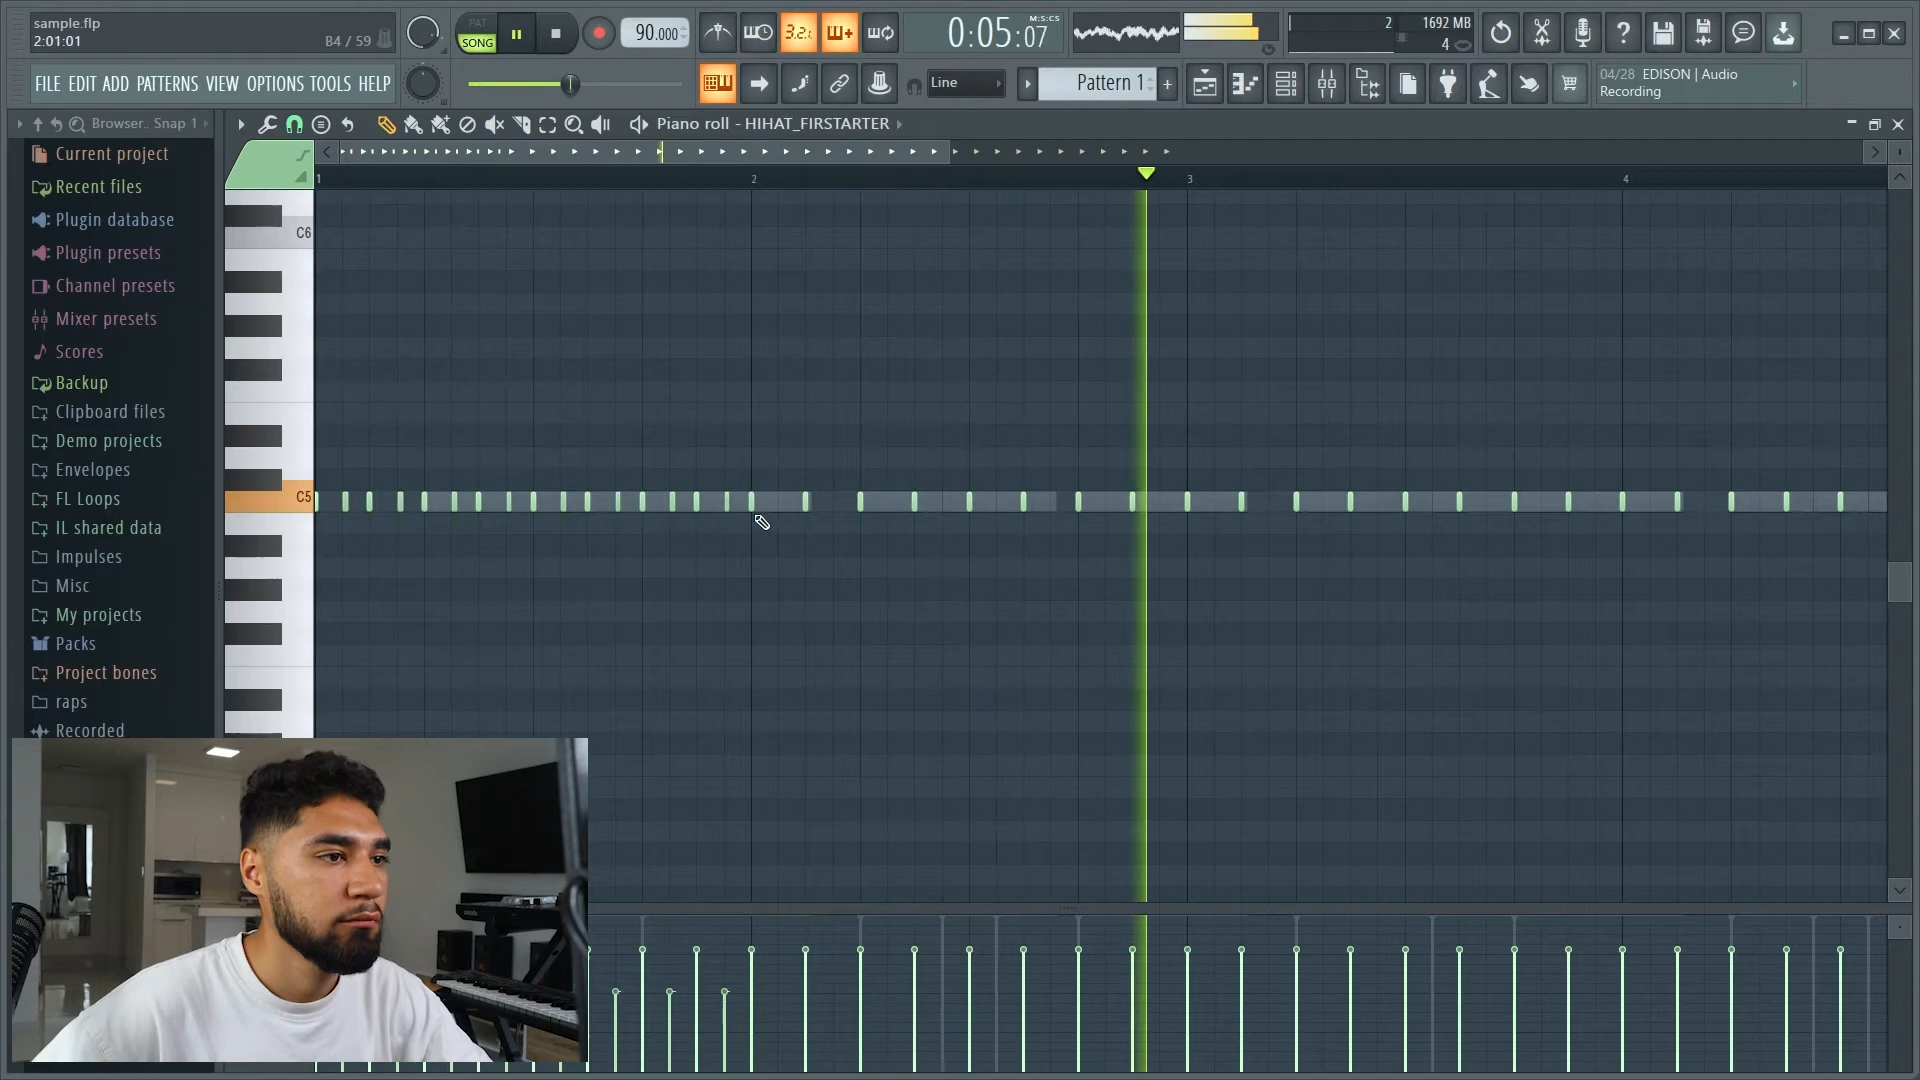 sample.flp
2:01:01
B4 / 59
PAT
SONG
90.000
3.2.
0:05:07
M:S:CS
2
1692 MB
4
FILE EDIT ADD PATTERNS VIEW OPTIONS TOOLS HELP
Line
Pattern 1
04/28 EDISON | Audio
Recording
Browser.. Snap 1
Piano roll - HIHAT_FIRSTARTER
Current project
Recent files
Plugin database
Plugin presets
Channel presets
Mixer presets
Scores
Backup
Clipboard files
Demo projects
Envelopes
FL Loops
IL shared data
Impulses
Misc
My projects
Packs
Project bones
raps
Recorded
1
2
3
4
C6
C5